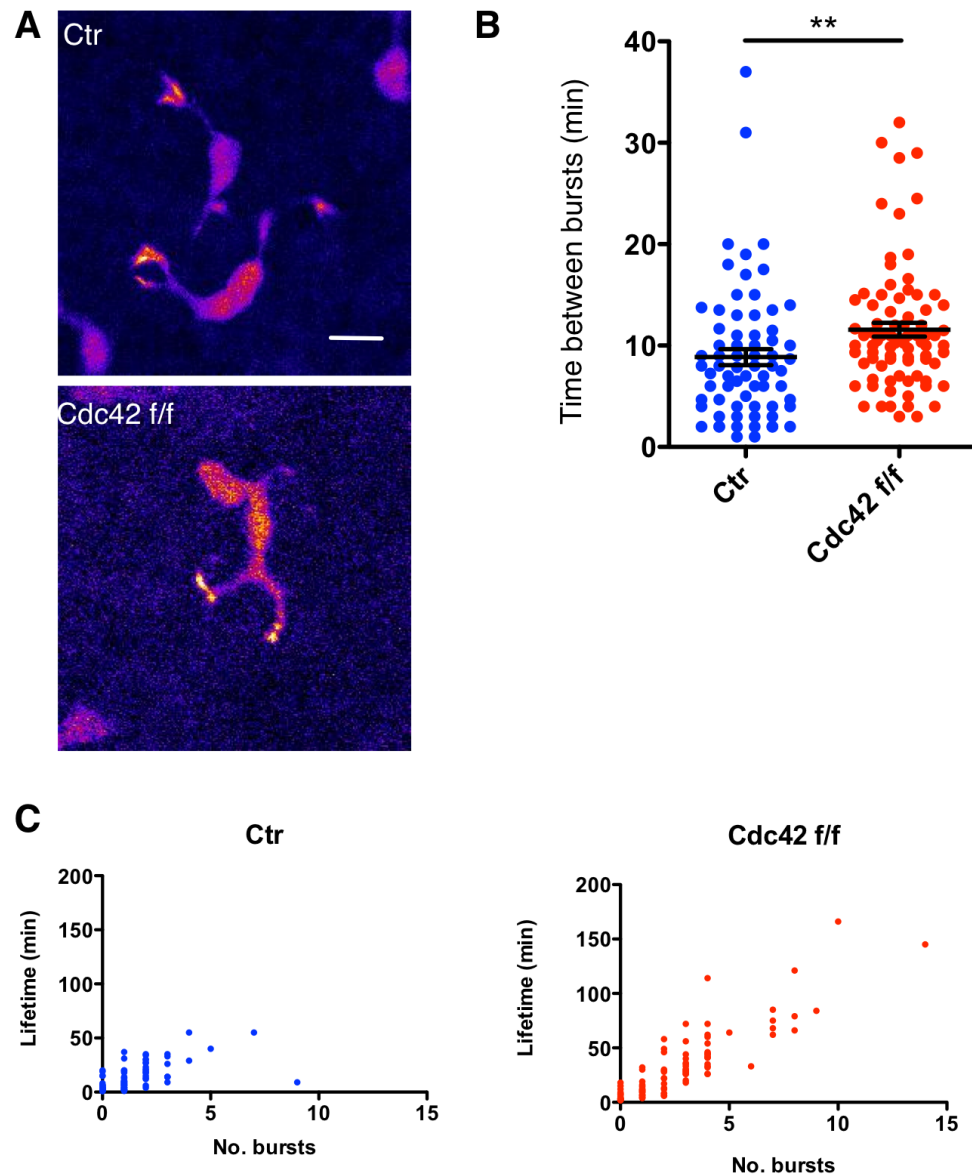 A
Ctr
Cdc42 f/f
B
**
Time between bursts (min)
40
30
20
10
0
Ctr
Cdc42 f/f
C
Ctr
Lifetime (min)
200
150
100
50
0
0 5 10 15
No. bursts
Cdc42 f/f
Lifetime (min)
200
150
100
50
0
0 5 10 15
No. bursts